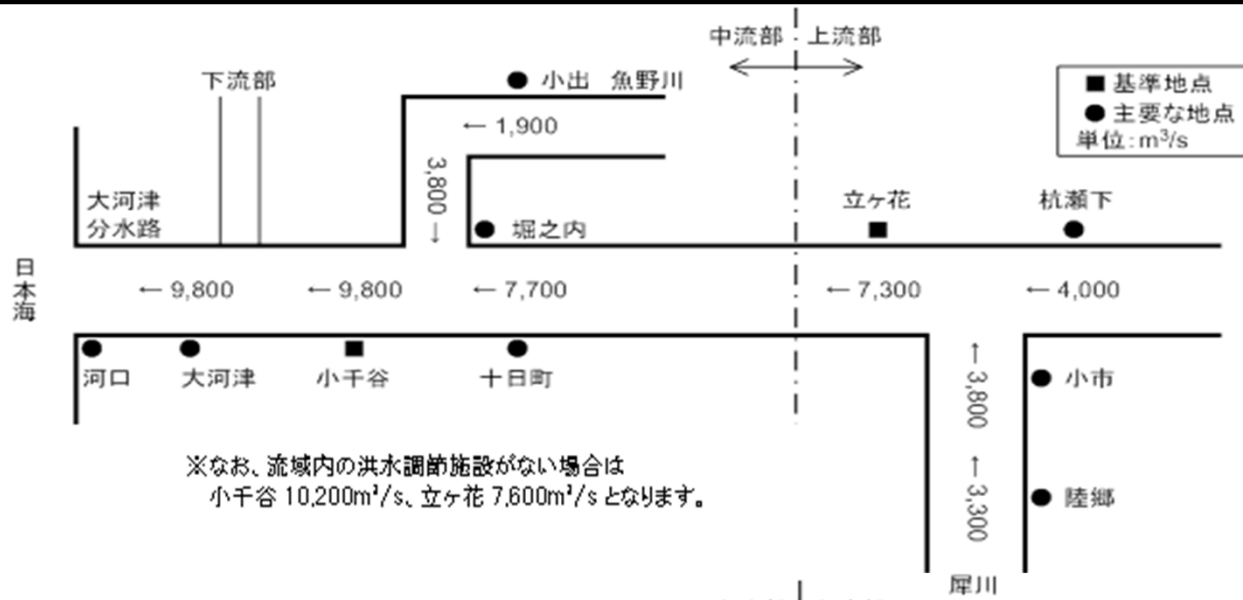 中流部 上流部
下流部
小出 魚野川
■ 基準地点
● 主要な地点
単位:m³/s
← 1,900
3,800→
大河津
分水路
堀之内
立ヶ花
杭瀬下
日本海
← 9,800
← 9,800
← 7,700
← 7,300
← 4,000
河口
大河津
小千谷
十日町
←3,800
小市
※なお、流域内の洪水調節施設がない場合は
小千谷 10,200m³/s、立ヶ花 7,600m³/s となります。
←3,300
陸郷
犀川